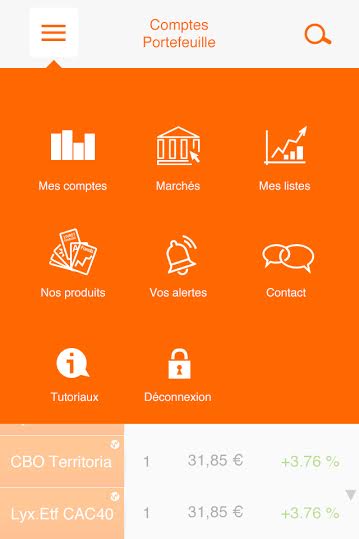 Comptes
Portefeuille
Mes comptes Marchés Mes listes
Nos produits Vos alertes Contact
Tutoriaux Déconnexion
CBO Territoria 1 31,85 € +3.76 %
Lyx.Etf CAC40 1 31,85 € +3.76 %